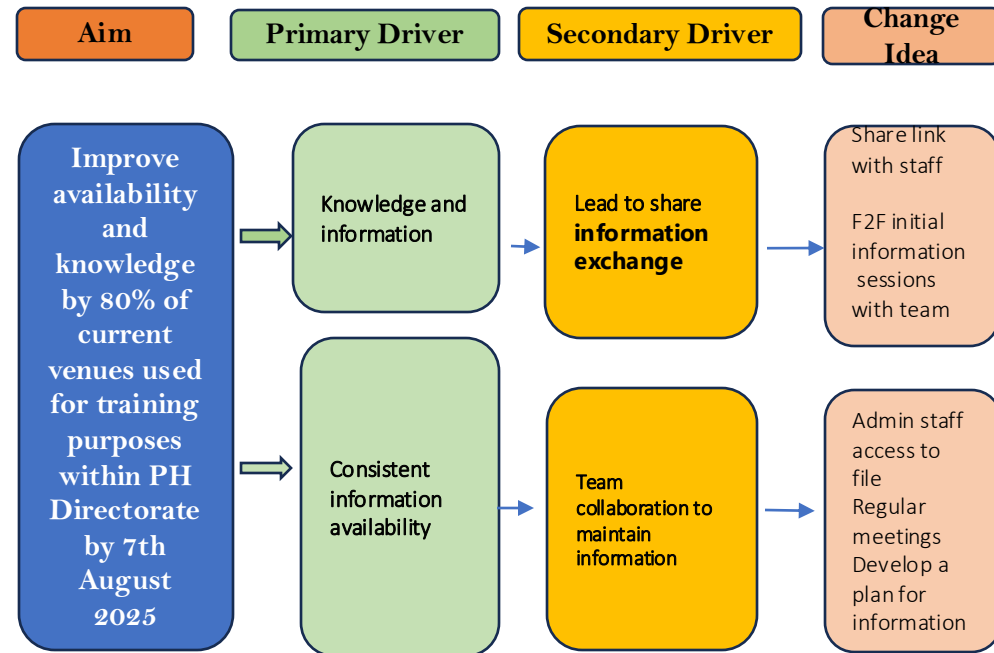 Aim
Primary Driver
Secondary Driver
Change
Idea
Improve
availability
and
knowledge
by 80% of
current
venues used
for training
purposes
within PH
Directorate
by 7th
August
2025
Knowledge and
information
Lead to share
information
exchange
Share link
with staff
F2F initial
information
sessions
with team
Consistent
information
availability
Team
collaboration to
maintain
information
Admin staff
access to
file
Regular
meetings
Develop a
plan for
information